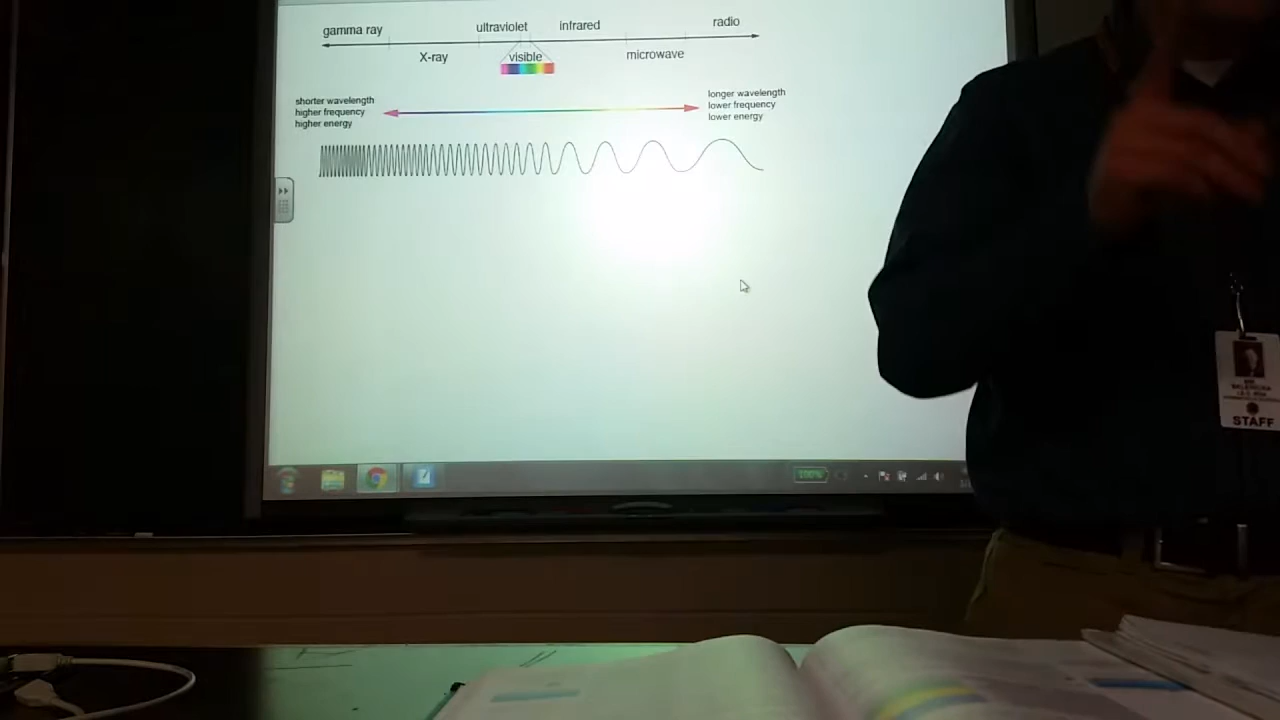 gamma ray
ultraviolet
infrared
radio
X-ray
visible
microwave
shorter wavelength
higher frequency
higher energy
longer wavelength
lower frequency
lower energy
100%
STAFF